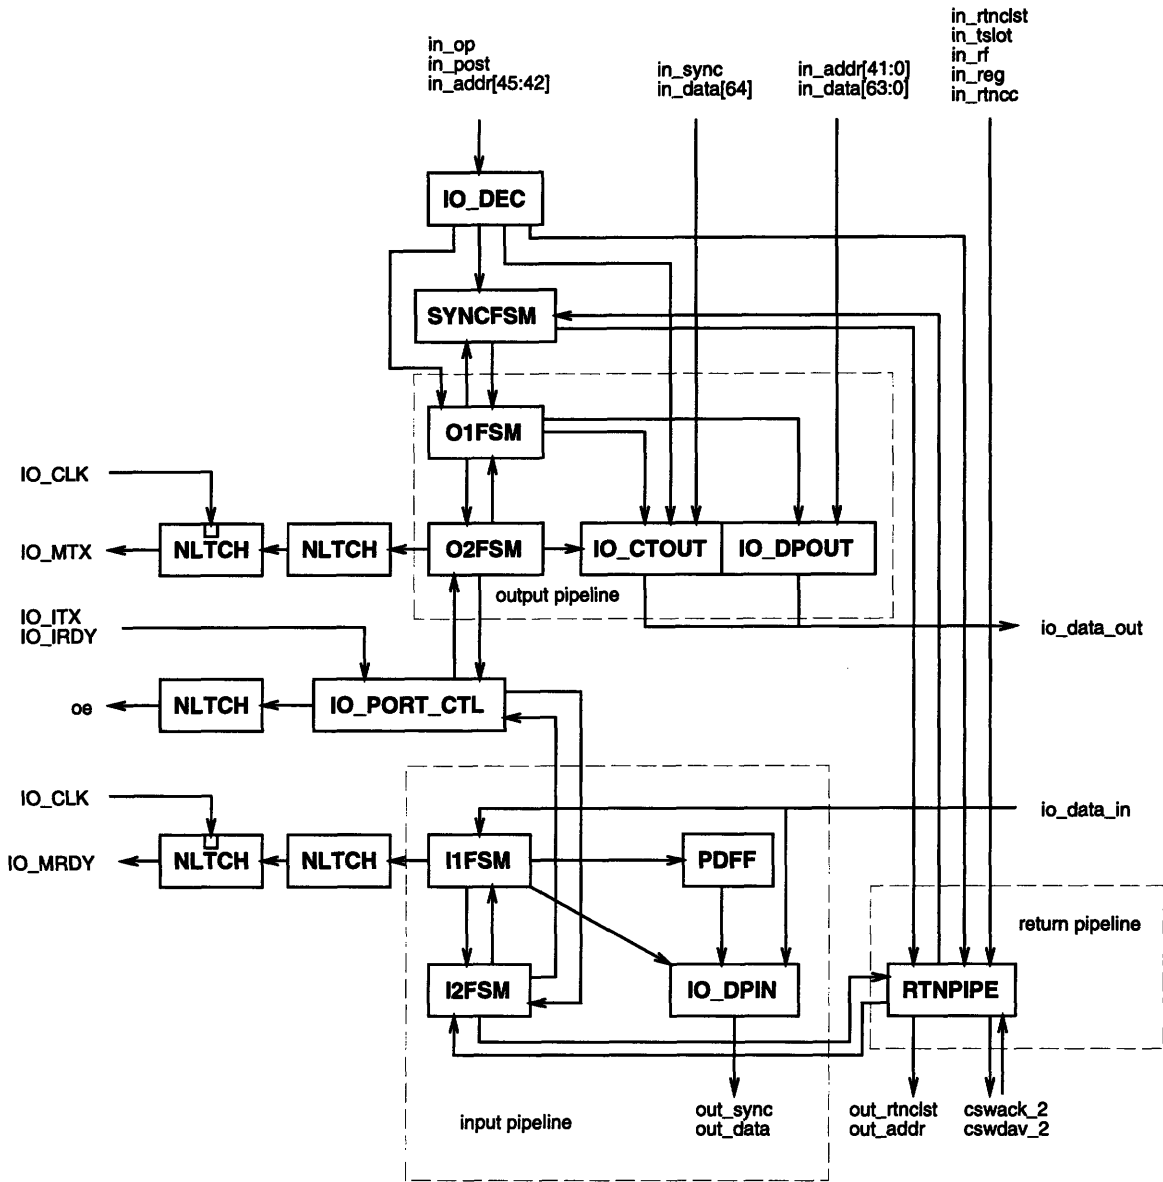 in_rtnclst
in_tslot
in_rf
in_reg
in_rtncc
in_op
in_post
in_addr[45:42]
in_sync
in_data[64]
in_addr[41:0]
in_data[63:0]
IO_DEC
SYNCFSM
O1FSM
IO_CLK
IO_MTX
NLTCH
NLTCH
O2FSM
IO_CTOUT
IO_DPOUT
output pipeline
IO_ITX
IO_IRDY
io_data_out
oe
NLTCH
IO_PORT_CTL
IO_CLK
io_data_in
IO_MRDY
NLTCH
NLTCH
I1FSM
PDFF
return pipeline
I2FSM
IO_DPIN
RTNPIPE
input pipeline
out_sync
out_data
out_rtnclst
out_addr
cswack_2
cswdav_2